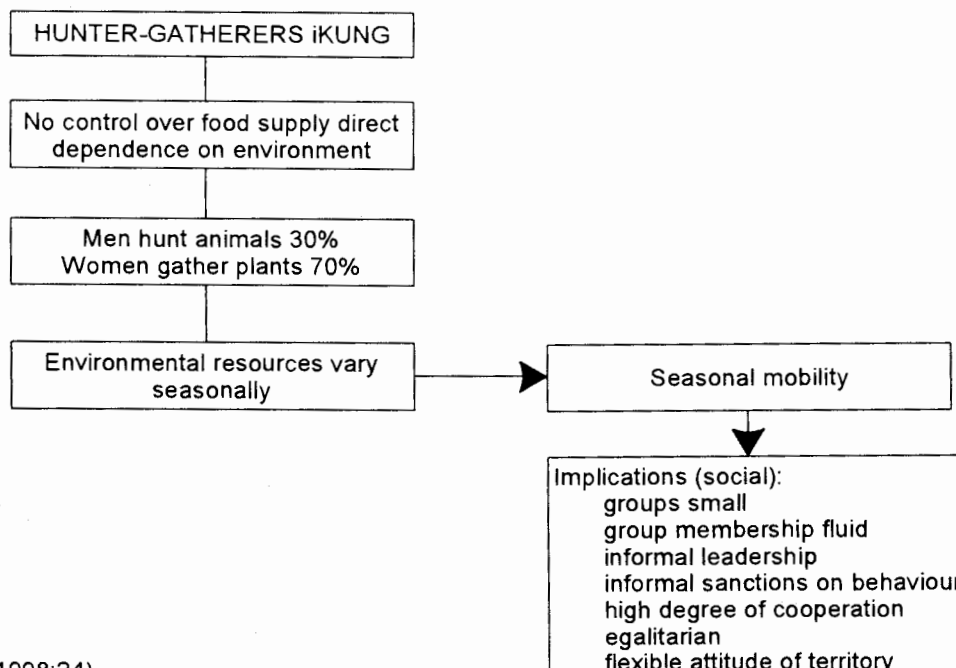 HUNTER-GATHERERS iKUNG
No control over food supply direct
dependence on environment
Men hunt animals 30%
Women gather plants 70%
Environmental resources vary
seasonally
Seasonal mobility
Implications (social):
groups small
group membership fluid
informal leadership
informal sanctions on behaviour
high degree of cooperation
egalitarian
flexible attitude of territory
1998:24)